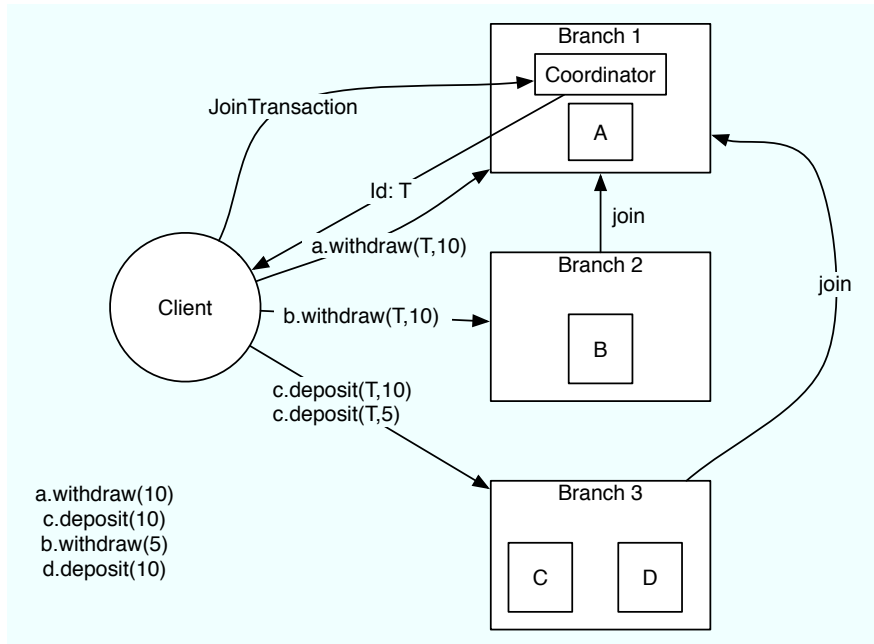 Branch 1
Coordinator
JoinTransaction
A
Id: T
a.withdraw(T,10)
join
Branch 2
Client
b.withdraw(T,10)
B
join
c.deposit(T,10)
c.deposit(T,5)
Branch 3
a.withdraw(10)
c.deposit(10)
b.withdraw(5)
d.deposit(10)
C
D